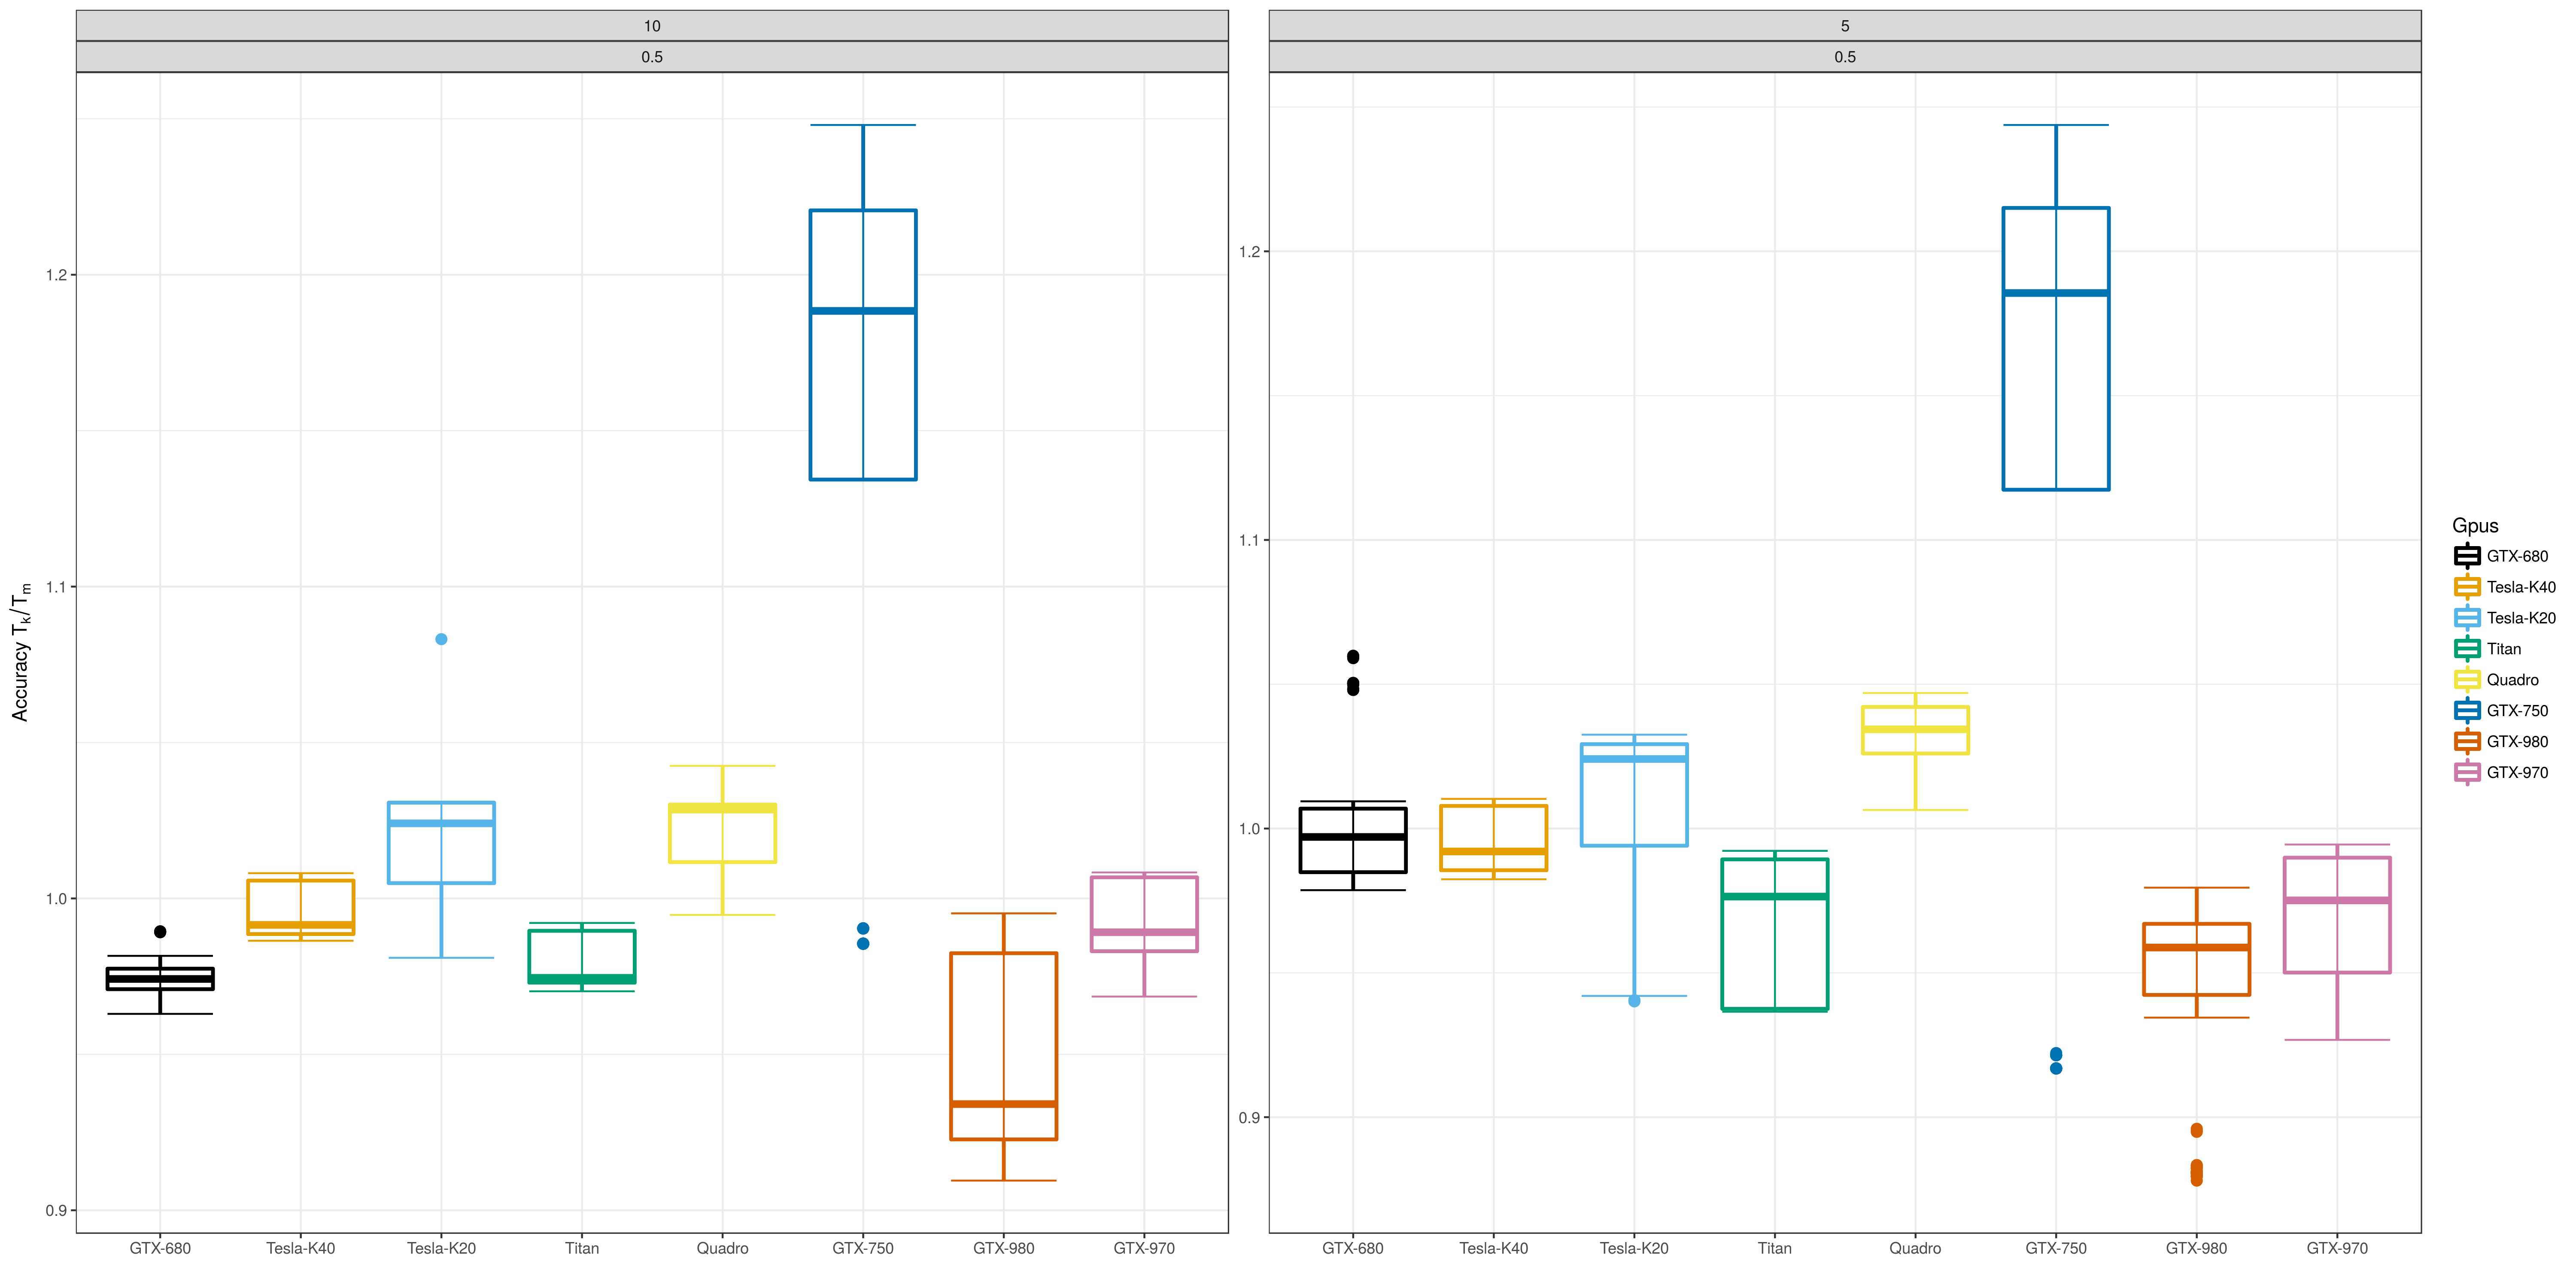 10
0.5
5
0.5
Accuracy Tk/Tm
1.2
1.1
1.0
0.9
GTX-680 Tesla-K40 Tesla-K20 Titan Quadro GTX-750 GTX-980 GTX-970
1.2
1.1
1.0
0.9
GTX-680 Tesla-K40 Tesla-K20 Titan Quadro GTX-750 GTX-980 GTX-970
Gpus
GTX-680
Tesla-K40
Tesla-K20
Titan
Quadro
GTX-750
GTX-980
GTX-970